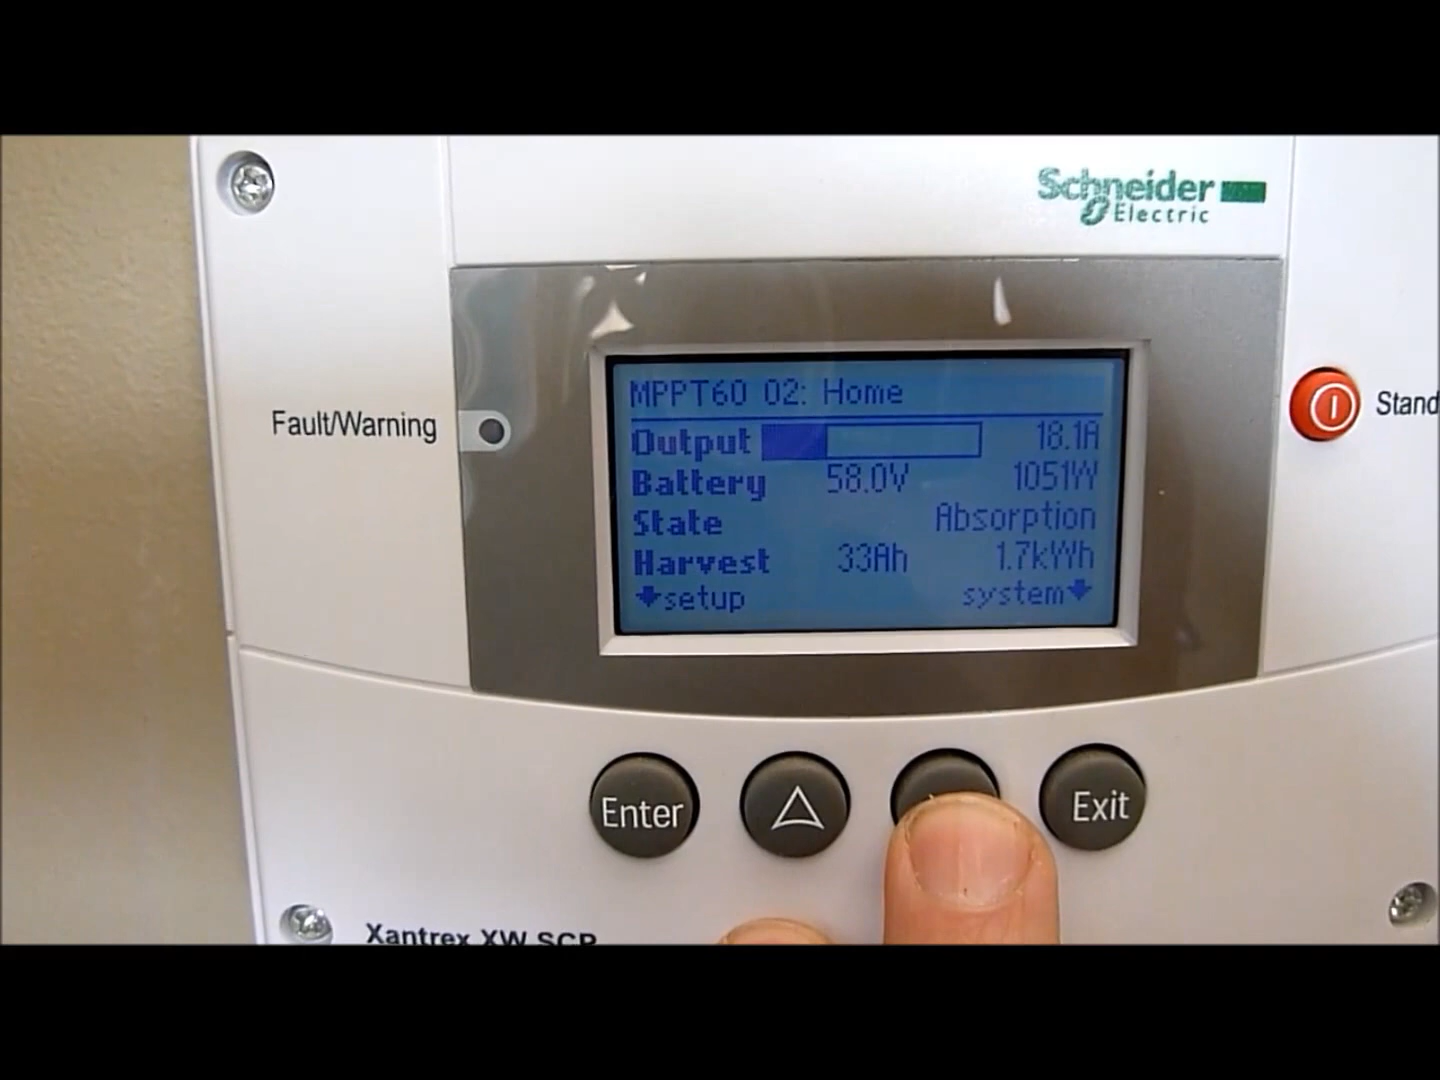 Schneider
Electric
MPPT60 02: Home
Output 18.1A
Battery 58.0V 1051W
State Absorption
Harvest 33Ah 1.7kWh
setup system
Fault/Warning
Stand
Enter
Exit
Xantrex XW SCP